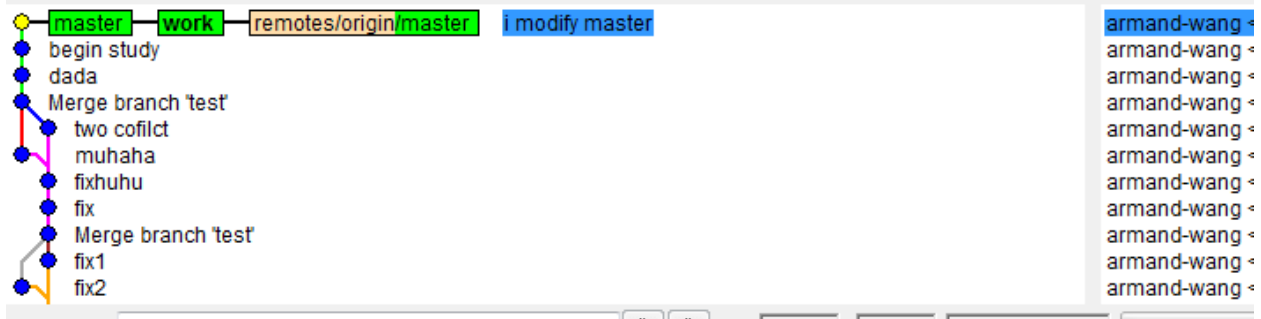 master work remotes/origin/master i modify master armand-wang <
begin study armand-wang <
dada armand-wang <
Merge branch 'test' armand-wang <
two cofilct armand-wang <
muhaha armand-wang <
fixhuhu armand-wang <
fix armand-wang <
Merge branch 'test' armand-wang <
fix1 armand-wang <
fix2 armand-wang <